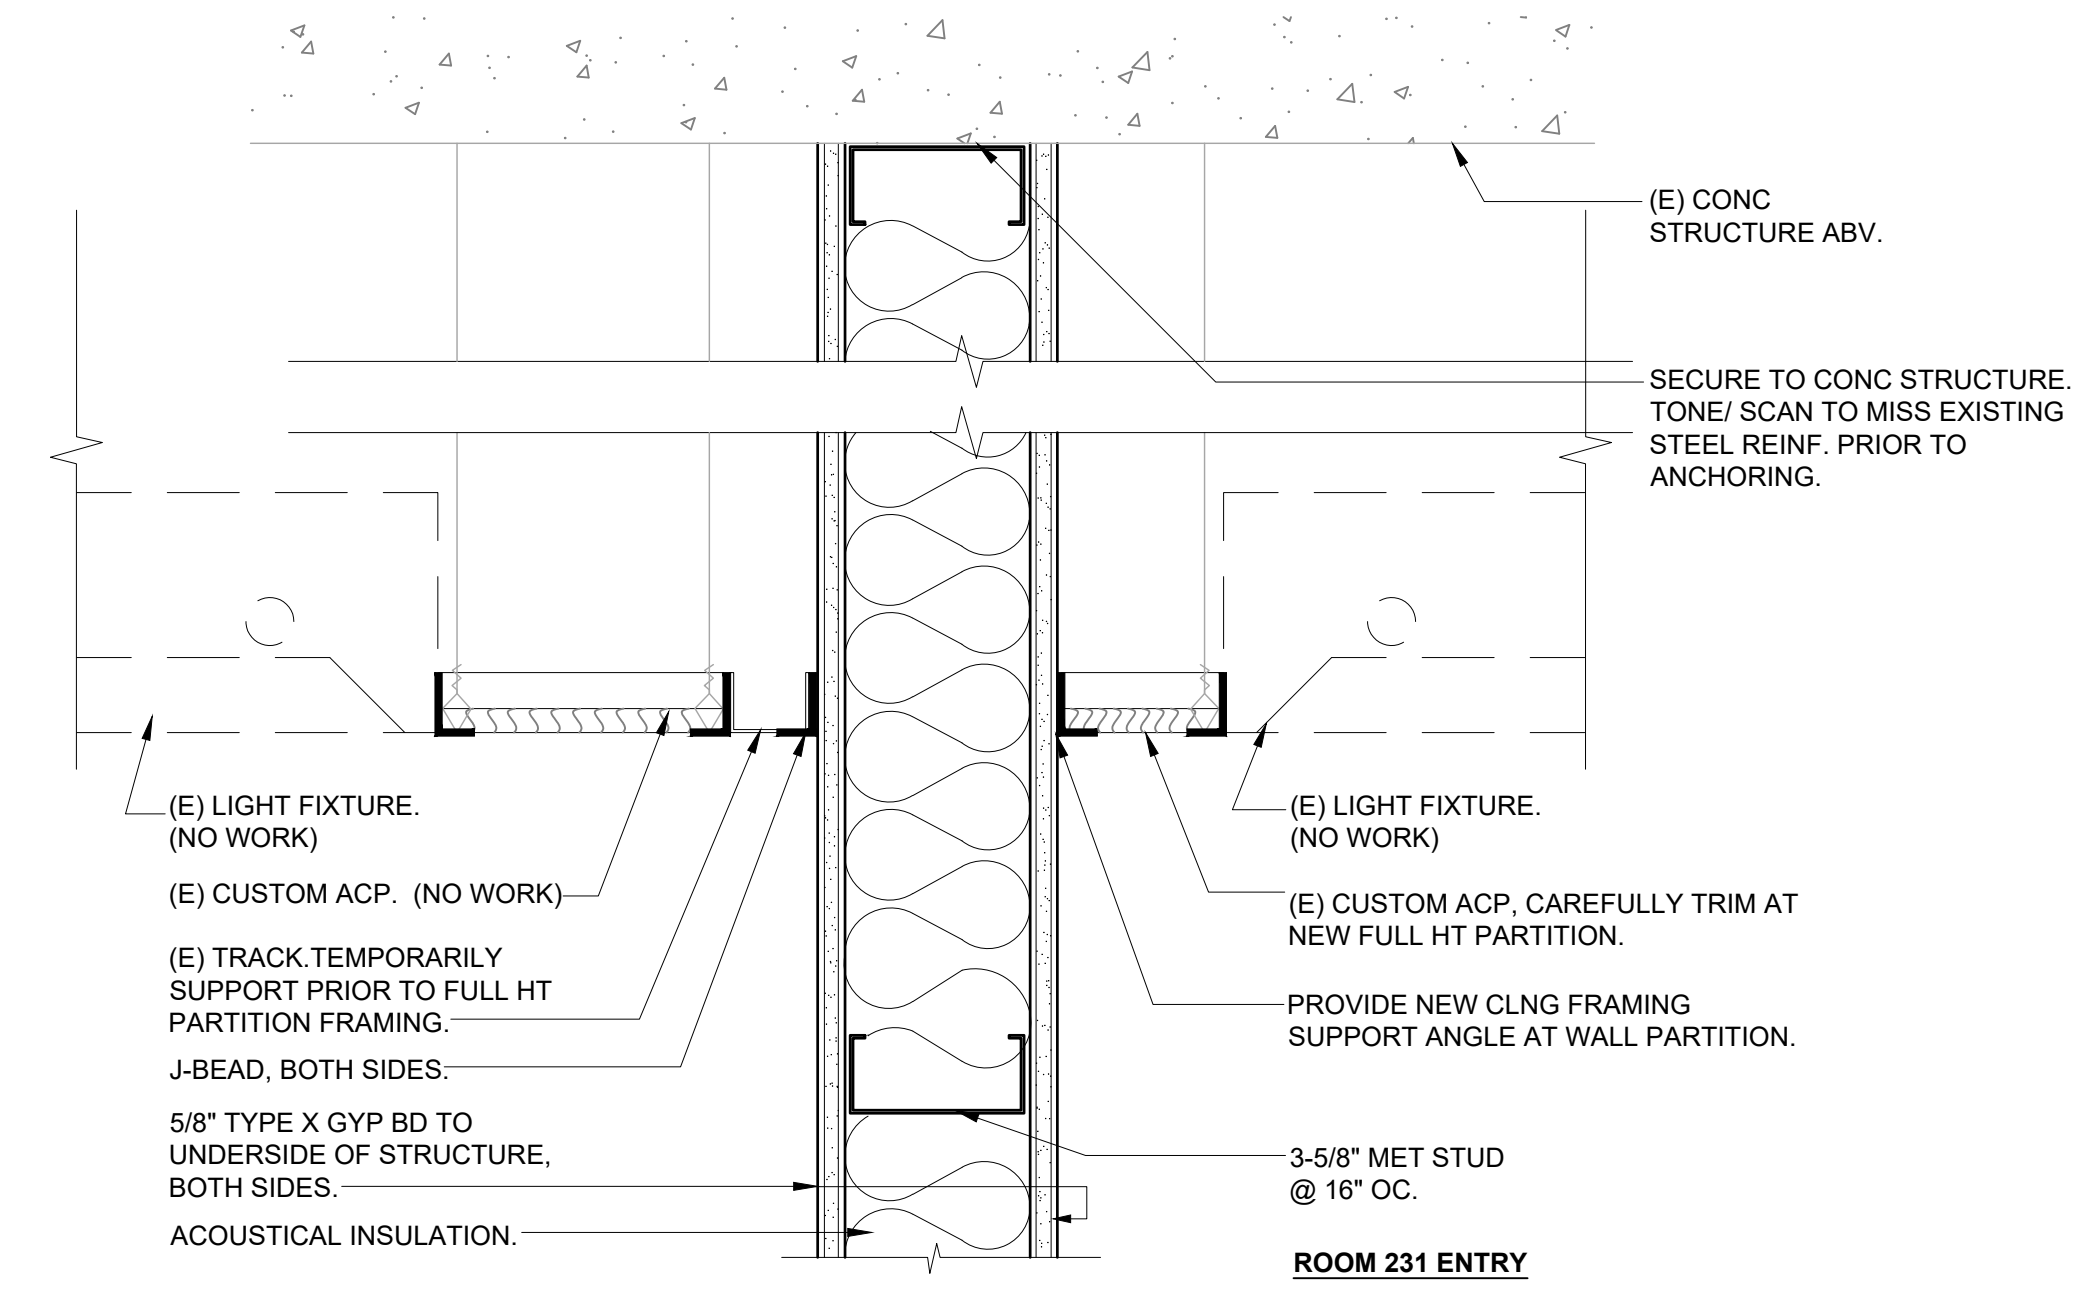 (E) CONC
STRUCTURE ABV.
SECURE TO CONC STRUCTURE.
TONE/ SCAN TO MISS EXISTING
STEEL REINF. PRIOR TO
ANCHORING.
(E) LIGHT FIXTURE.
(NO WORK)
(E) CUSTOM ACP.  (NO WORK)
(E) TRACK.TEMPORARILY
SUPPORT PRIOR TO FULL HT
PARTITION FRAMING.
J-BEAD, BOTH SIDES.
5/8" TYPE X GYP BD TO
UNDERSIDE OF STRUCTURE,
BOTH SIDES.
ACOUSTICAL INSULATION.
(E) LIGHT FIXTURE.
(NO WORK)
(E) CUSTOM ACP, CAREFULLY TRIM AT
NEW FULL HT PARTITION.
PROVIDE NEW CLNG FRAMING
SUPPORT ANGLE AT WALL PARTITION.
3-5/8" MET STUD
@ 16" OC.
ROOM 231 ENTRY